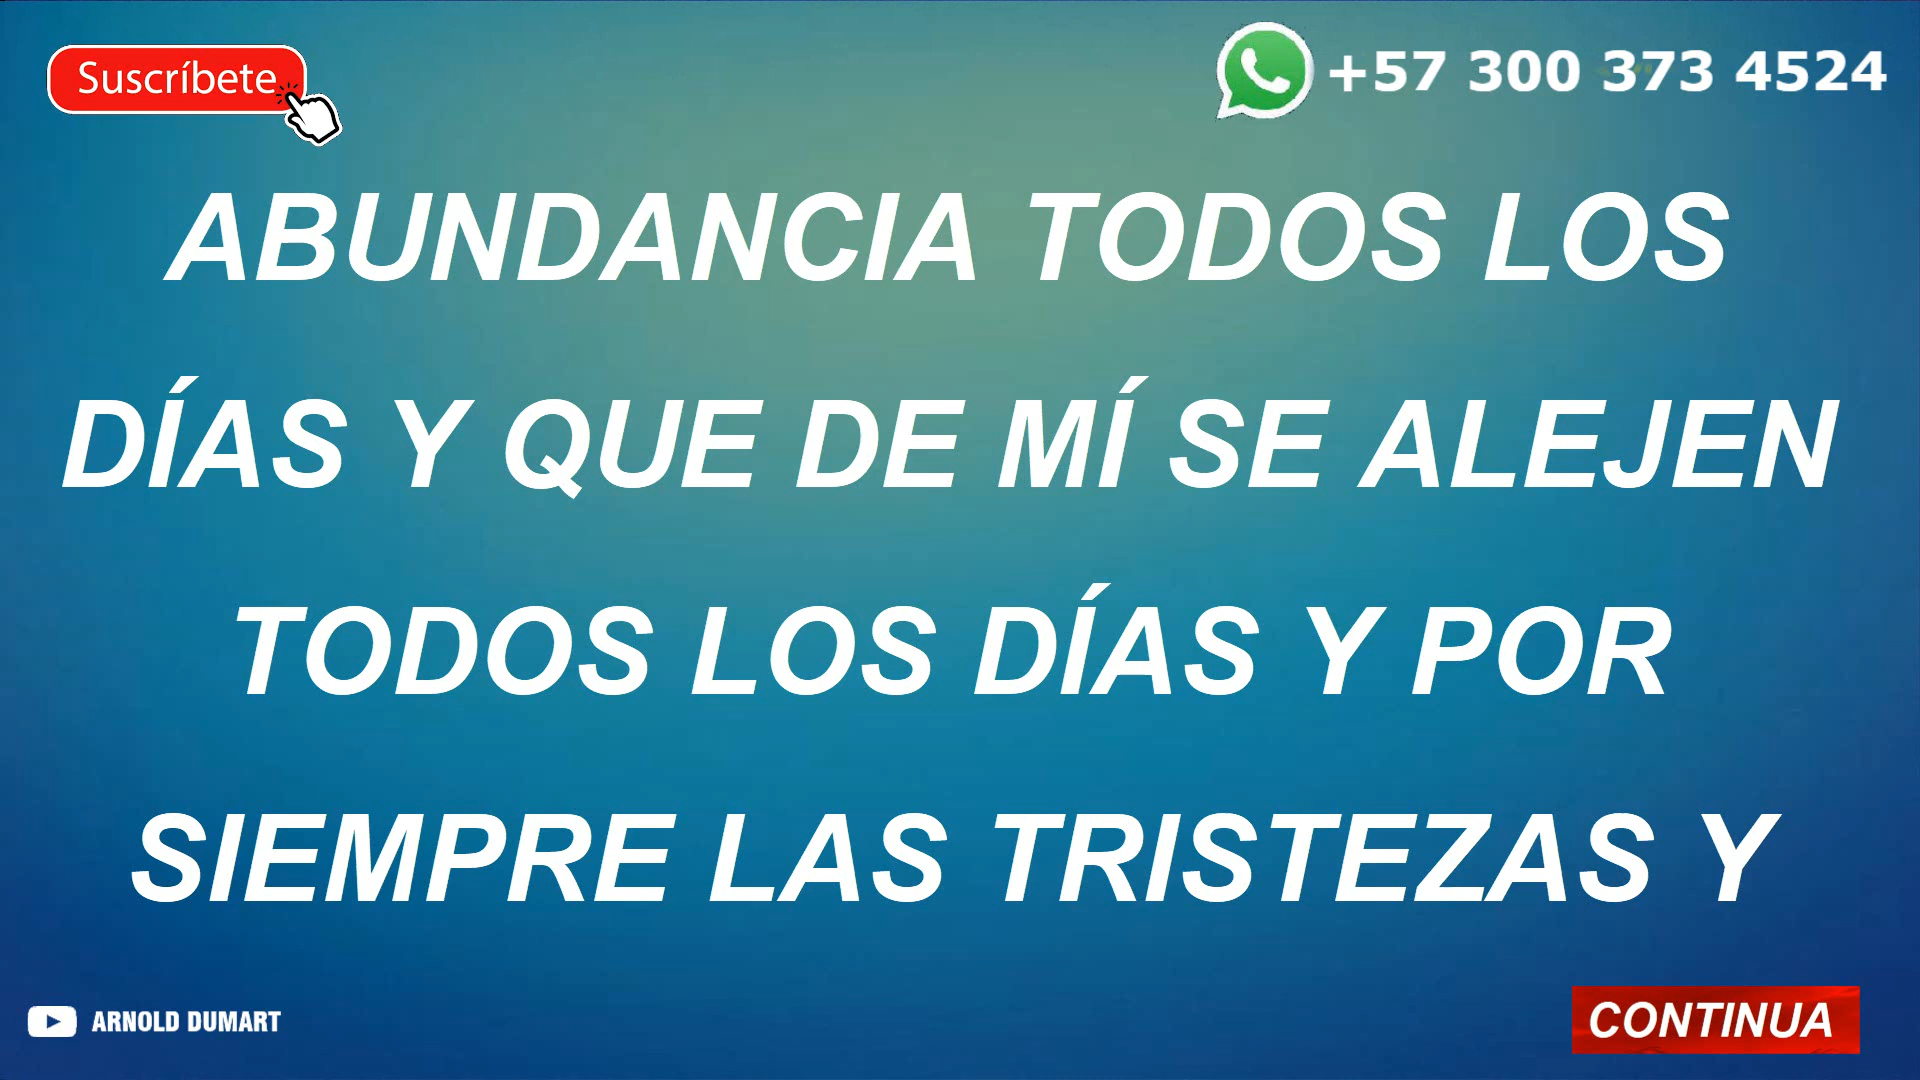 Suscríbete
+57 300 373 4524
ABUNDANCIA TODOS LOS
DÍAS Y QUE DE MÍ SE ALEJEN
TODOS LOS DÍAS Y POR
SIEMPRE LAS TRISTEZAS Y
ARNOLD DUMART
CONTINUA